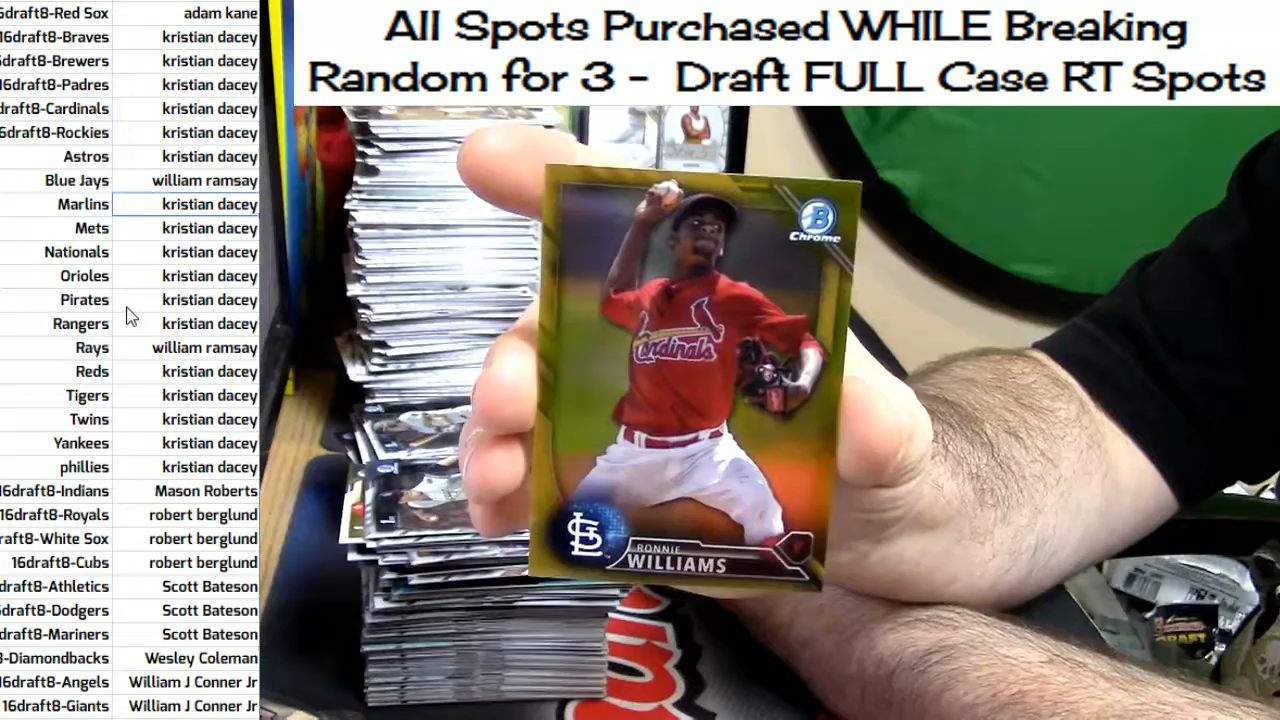 6draft8-Red Sox adam kane
16draft8-Braves kristian dacey
6draft8-Brewers kristian dacey
16draft8-Padres kristian dacey
draft8-Cardinals kristian dacey
6draft8-Rockies kristian dacey
Astros kristian dacey
Blue Jays william ramsay
Marlins kristian dacey
Mets kristian dacey
Nationals kristian dacey
Orioles kristian dacey
Pirates kristian dacey
Rangers kristian dacey
Rays william ramsay
Reds kristian dacey
Tigers kristian dacey
Twins kristian dacey
Yankees kristian dacey
phillies kristian dacey
16draft8-Indians Mason Roberts
16draft8-Royals robert berglund
draft8-White Sox robert berglund
16draft8-Cubs robert berglund
draft8-Athletics Scott Bateson
6draft8-Dodgers Scott Bateson
draft8-Mariners Scott Bateson
8-Diamondbacks Wesley Coleman
16draft8-Angels William J Conner Jr
16draft8-Giants William J Conner Jr
All Spots Purchased WHILE Breaking
Random for 3 - Draft FULL Case RT Spots
B
Chrome
Cardinals
STL
RONNIE
WILLIAMS